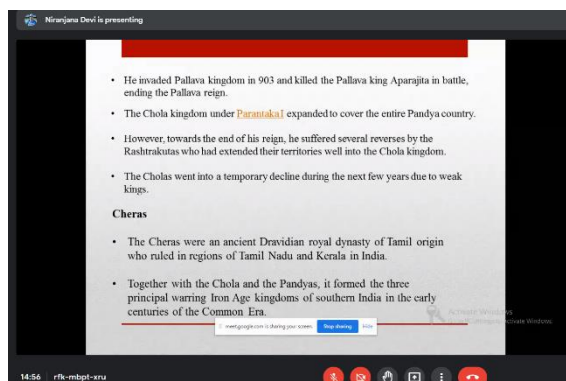 Niranjana Devi is presenting
• He invaded Pallava kingdom in 903 and killed the Pallava king Aparajita in battle,
ending the Pallava reign.
• The Chola kingdom under Parantaka I expanded to cover the entire Pandya country.
• However, towards the end of his reign, he suffered several reverses by the
Rashtrakutas who had extended their territories well into the Chola kingdom.
• The Cholas went into a temporary decline during the next few years due to weak
kings.
Cheras
• The Cheras were an ancient Dravidian royal dynasty of Tamil origin
who ruled in regions of Tamil Nadu and Kerala in India.
• Together with the Chola and the Pandyas, it formed the three
principal warring Iron Age kingdoms of southern India in the early
centuries of the Common Era.
meet.google.com is sharing your screen. Stop sharing Hide
Activate Windows
activate Windows.
14:56 rfk-mbpt-xru